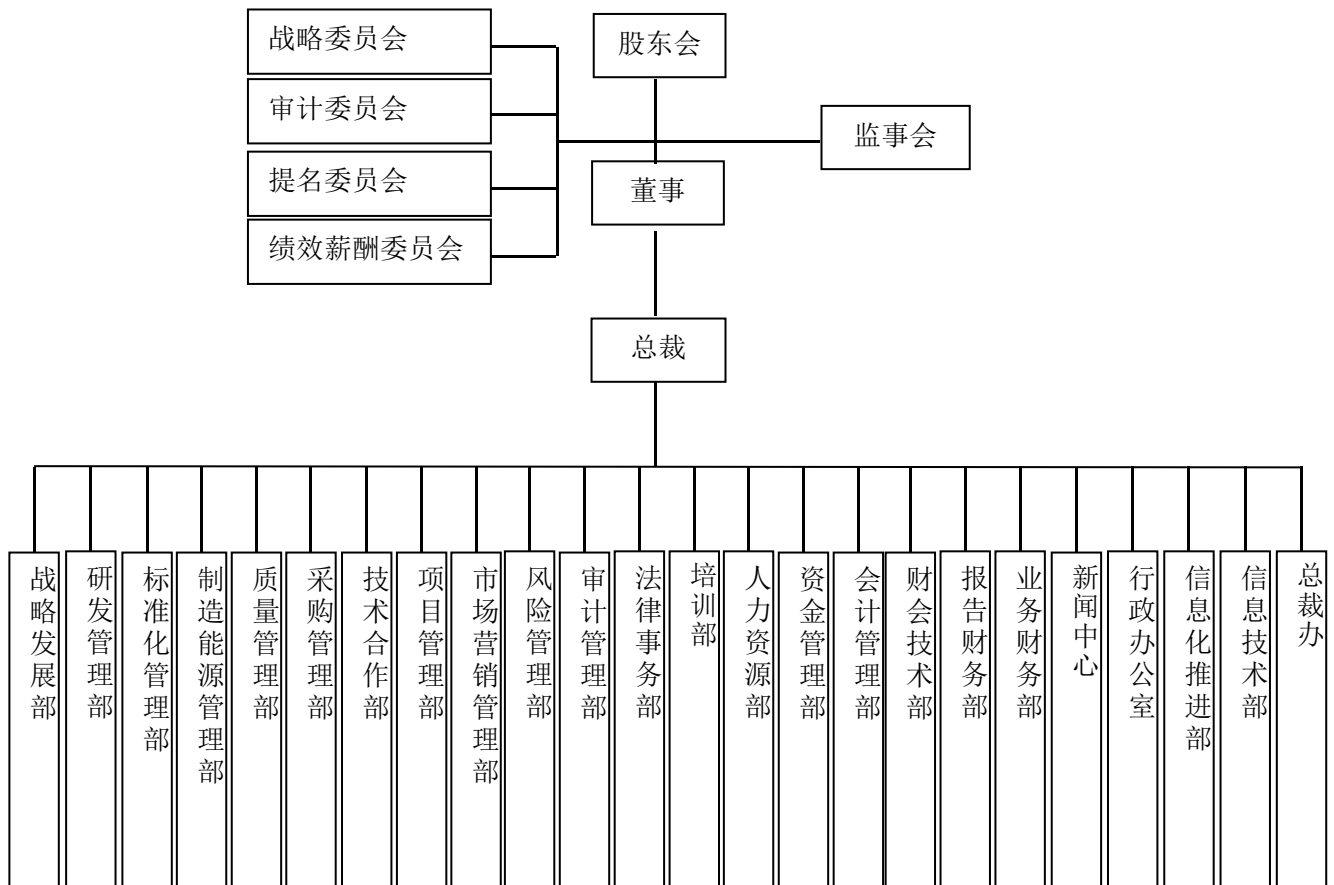 战略委员会
股东会
审计委员会
监事会
提名委员会
董事
绩效薪酬委员会
总裁
战略发展部
研发管理部
标准化管理部
制造能源管理部
质量管理部
采购管理部
技术合作部
项目管理部
市场营销管理部
风险管理部
审计管理部
法律事务部
培训部
人力资源部
资金管理部
会计管理部
财会技术部
报告财务部
业务财务部
新闻中心
行政办公室
信息化推进部
信息技术部
总裁办